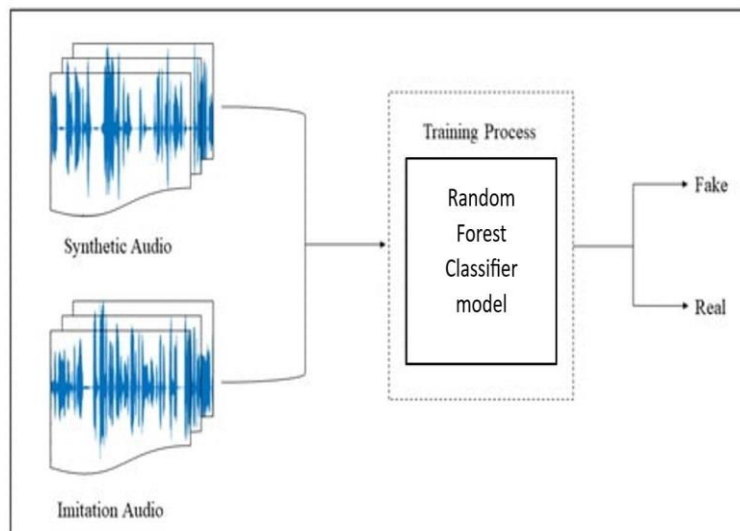 Synthetic Audio
Imitation Audio
Training Process
Random
Forest
Classifier
model
Fake
Real